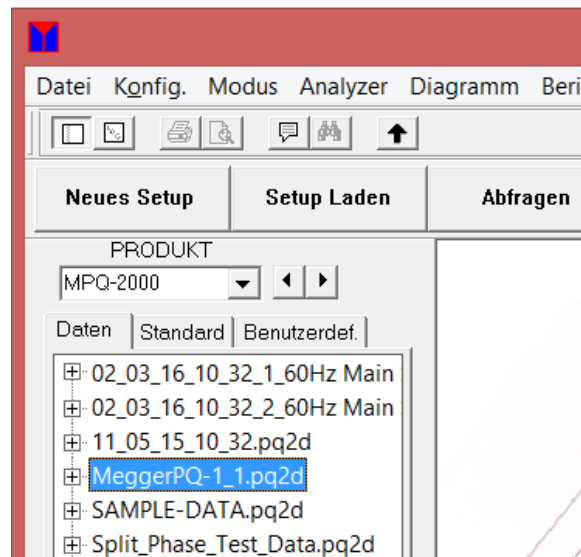 Datei Konfig. Modus Analyzer Diagramm Beri
Neues Setup Setup Laden Abfragen
PRODUKT
MPQ-2000
Daten Standard Benutzerdef.
02_03_16_10_32_1_60Hz Main
02_03_16_10_32_2_60Hz Main
11_05_15_10_32.pq2d
MeggerPQ-1_1.pq2d
SAMPLE-DATA.pq2d
Split_Phase_Test_Data.pq2d